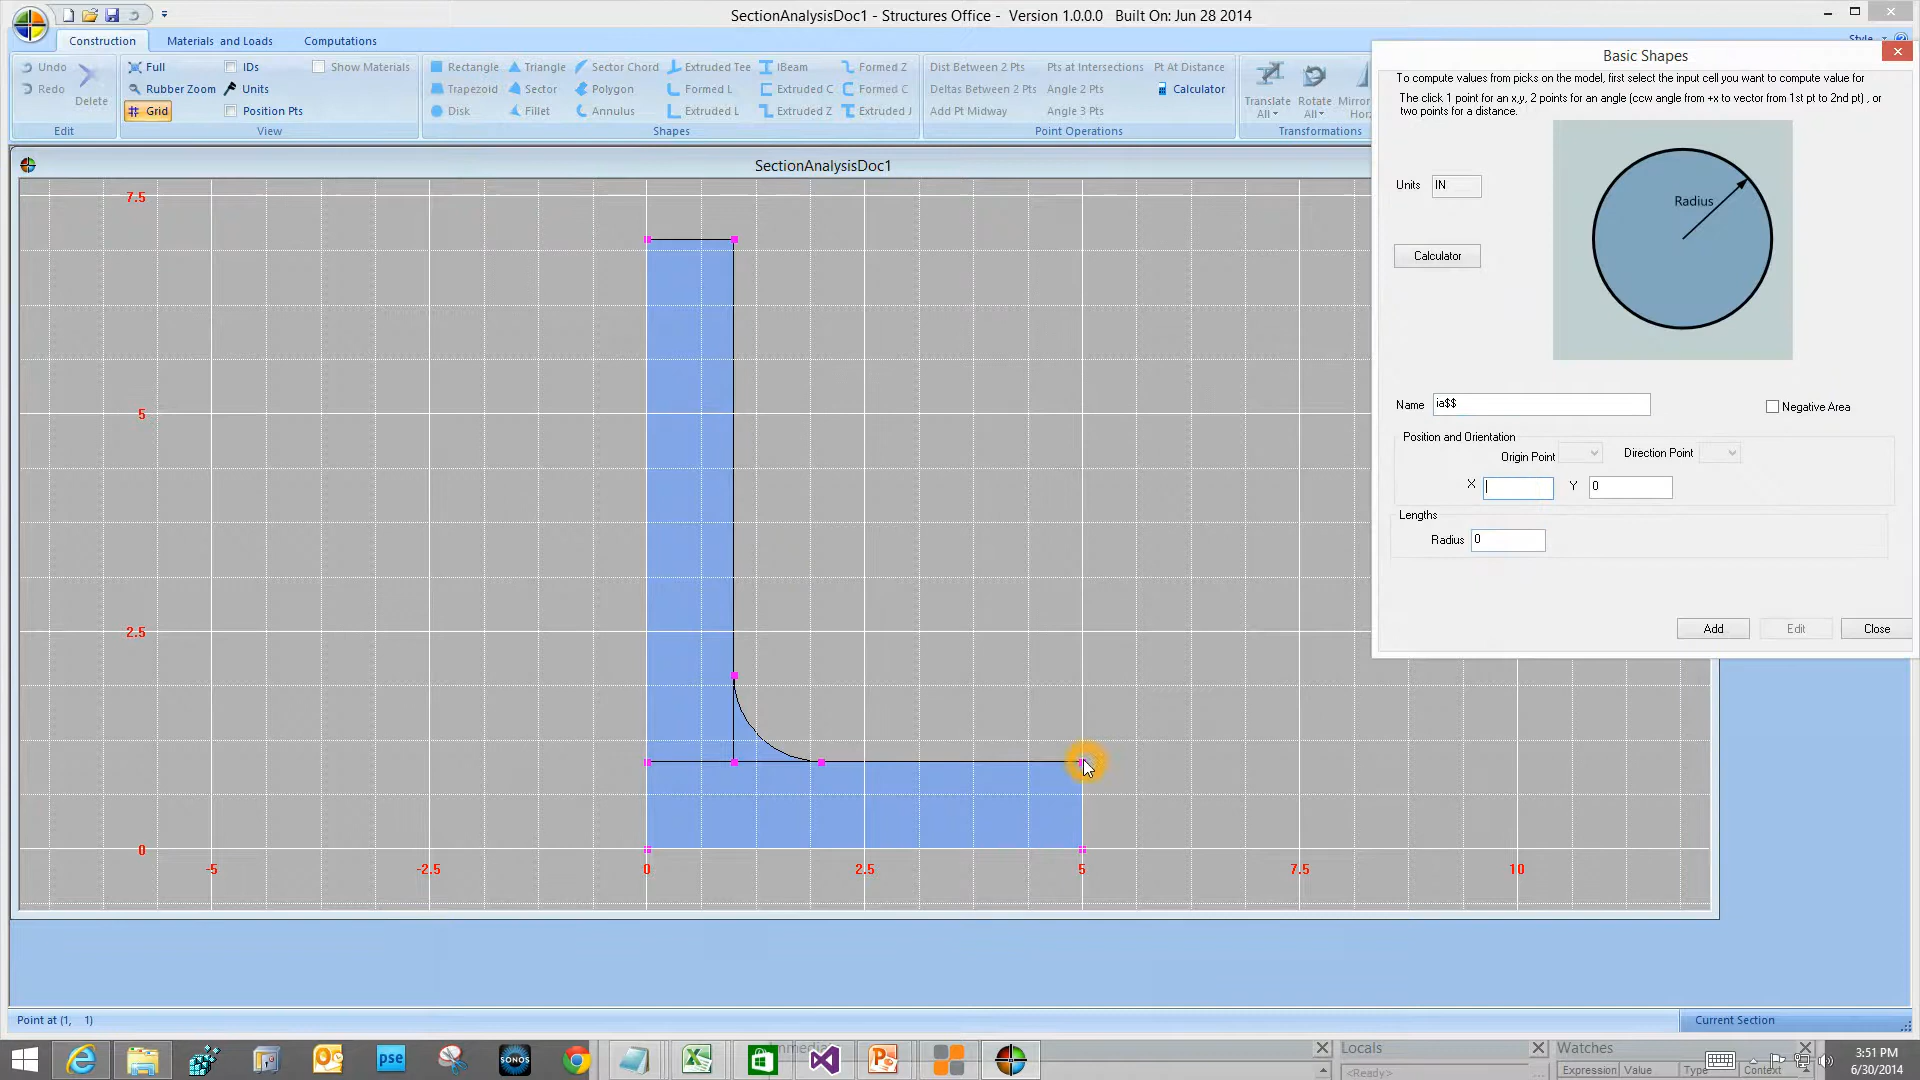 SectionAnalysisDoc1 - Structures Office - Version 1.0.0.0 Built On: Jun 28 2014
Construction Materials and Loads Computations Style
Undo Full IDs Show Materials Rectangle Triangle Sector Chord Extruded Tee IBeam Formed Z Dist Between 2 Pts Pts at Intersections Pt At Distance
Redo Delete Rubber Zoom Units Trapezoid Sector Polygon Formed L Extruded C Formed C Deltas Between 2 Pts Angle 2 Pts Calculator Translate Rotate Mirror
Grid Position Pts Disk Fillet Annulus Extruded L Extruded Z Extruded J Add Pt Midway Angle 3 Pts All All Horz
Edit View Shapes Point Operations Transformations
SectionAnalysisDoc1
7.5
5
2.5
0
-5 -2.5 0 2.5 5 7.5 10
Basic Shapes
To compute values from picks on the model, first select the input cell you want to compute value for
The click 1 point for an x,y, 2 points for an angle (ccw angle from +x to vector from 1st pt to 2nd pt) , or
two points for a distance.
Units IN
Radius
Calculator
Name ia$$ Negative Area
Position and Orientation
Origin Point Direction Point
X Y 0
Lengths
Radius 0
Add Edit Close
Point at (1, 1) Current Section
pse SONOS Locals Watches
<Ready> Expression Value Type Context
3:51 PM
6/30/2014